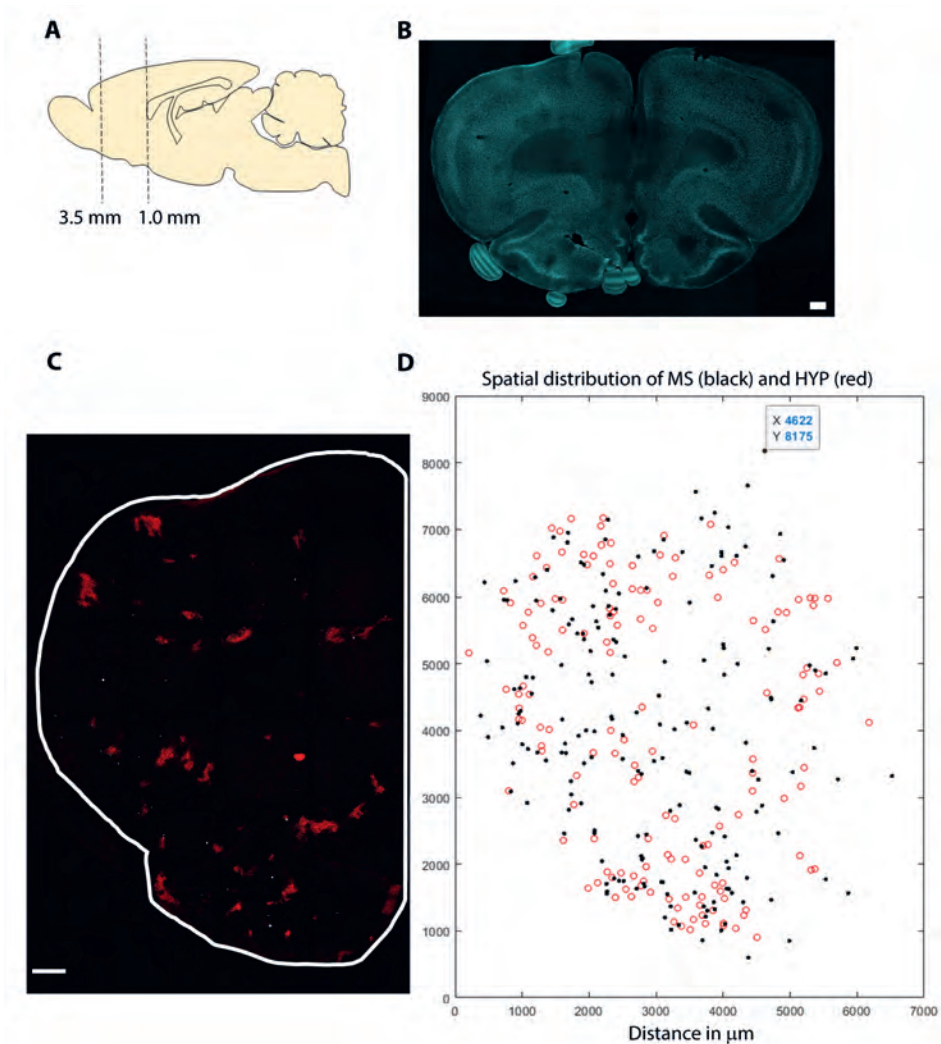 A
B
3.5 mm
1.0 mm
C
D
Spatial distribution of MS (black) and HYP (red)
X 4622
Y 8175
9000
8000
7000
6000
5000
4000
3000
2000
1000
0
0
1000
2000
3000
4000
5000
6000
7000
Distance in μm